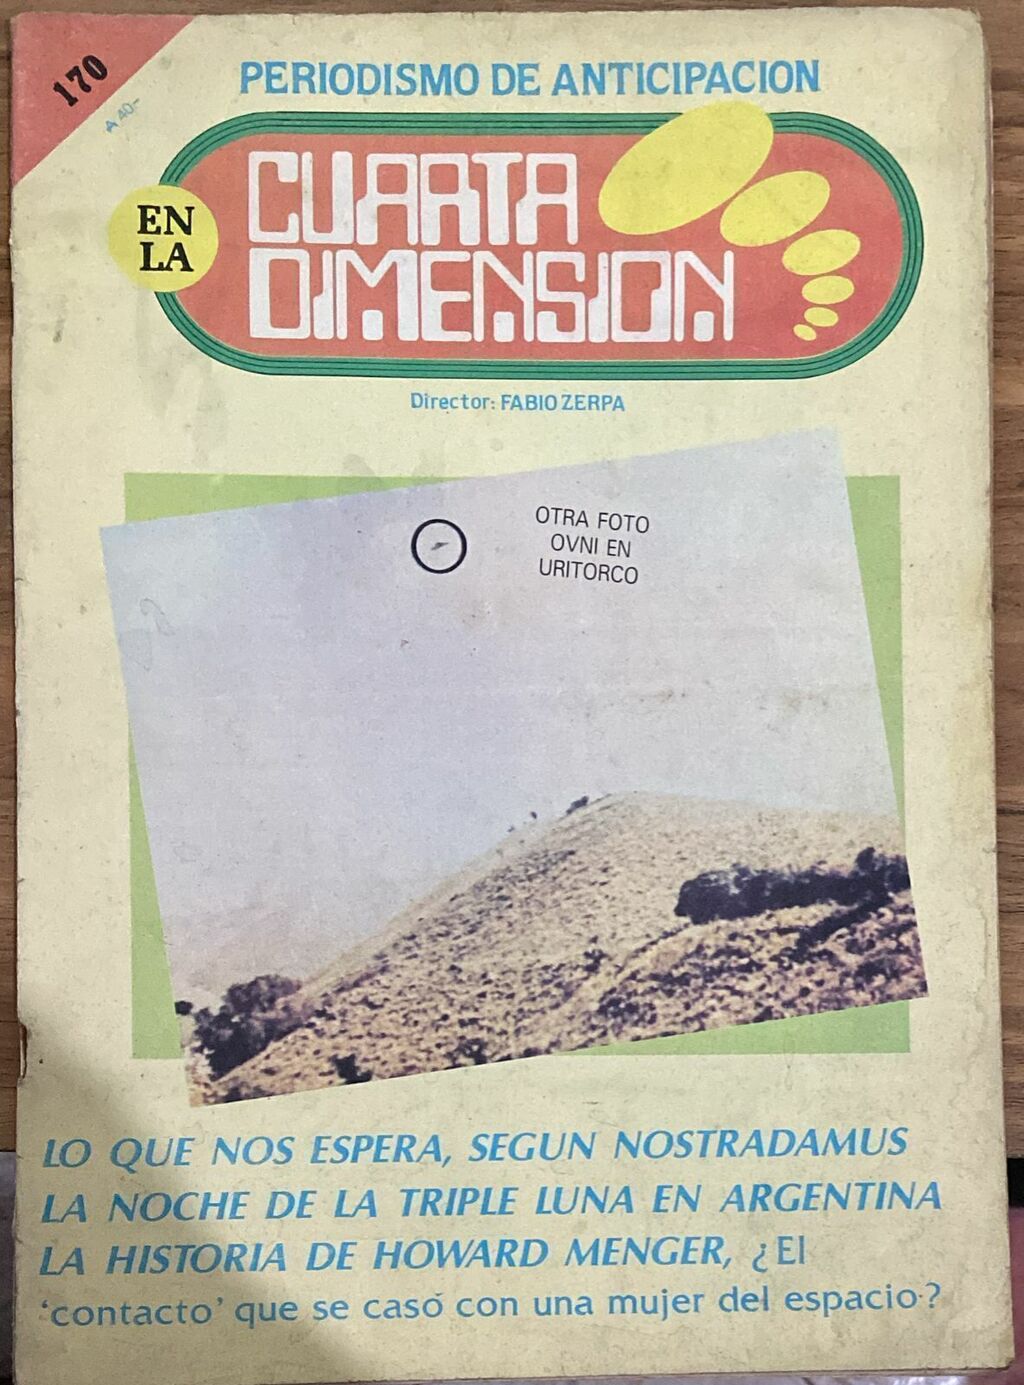 170
A 40-
PERIODISMO DE ANTICIPACION
EN
LA
CUARTA
DIMENSION
Director: FABIO ZERPA
OTRA FOTO
OVNI EN
URITORCO
LO QUE NOS ESPERA, SEGUN NOSTRADAMUS
LA NOCHE DE LA TRIPLE LUNA EN ARGENTINA
LA HISTORIA DE HOWARD MENGER, ¿El
‘contacto’ que se casó con una mujer del espacio?